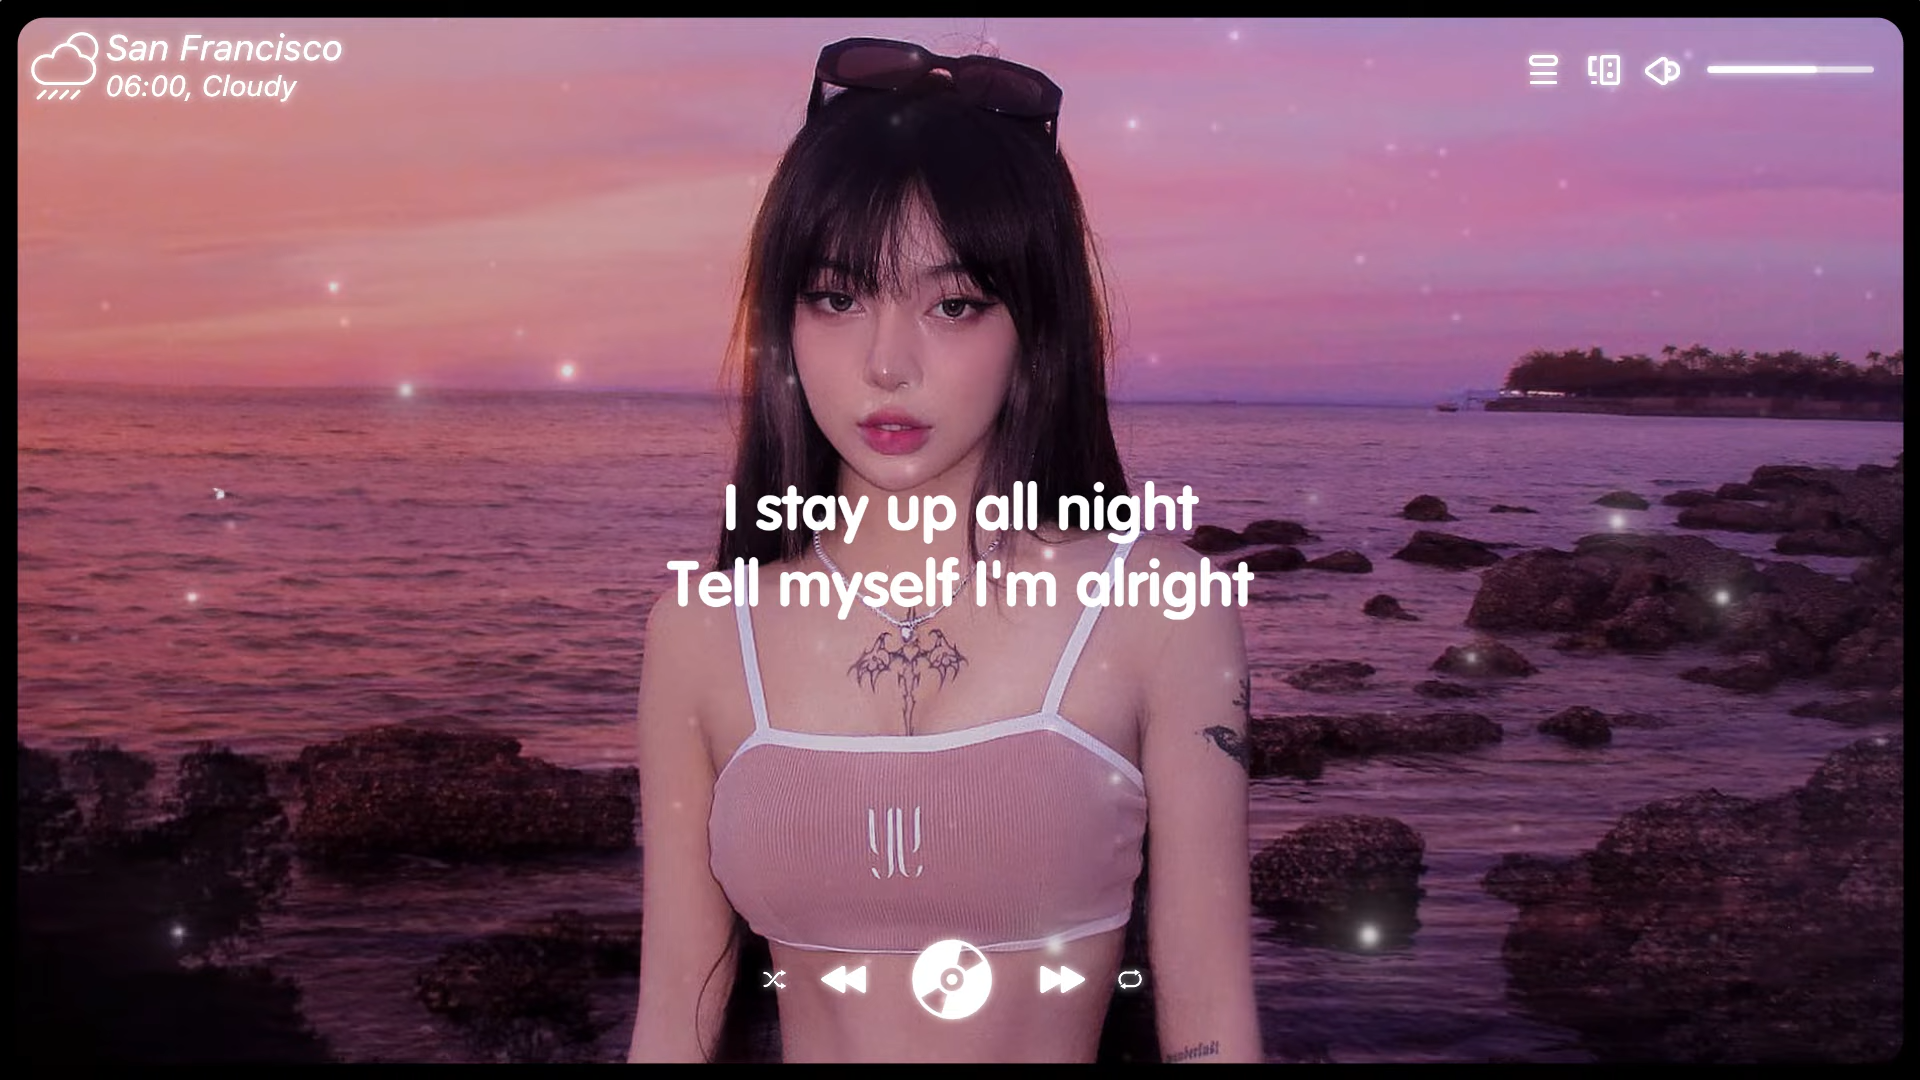 San Francisco
06:00, Cloudy
I stay up all night
Tell myself I'm alright